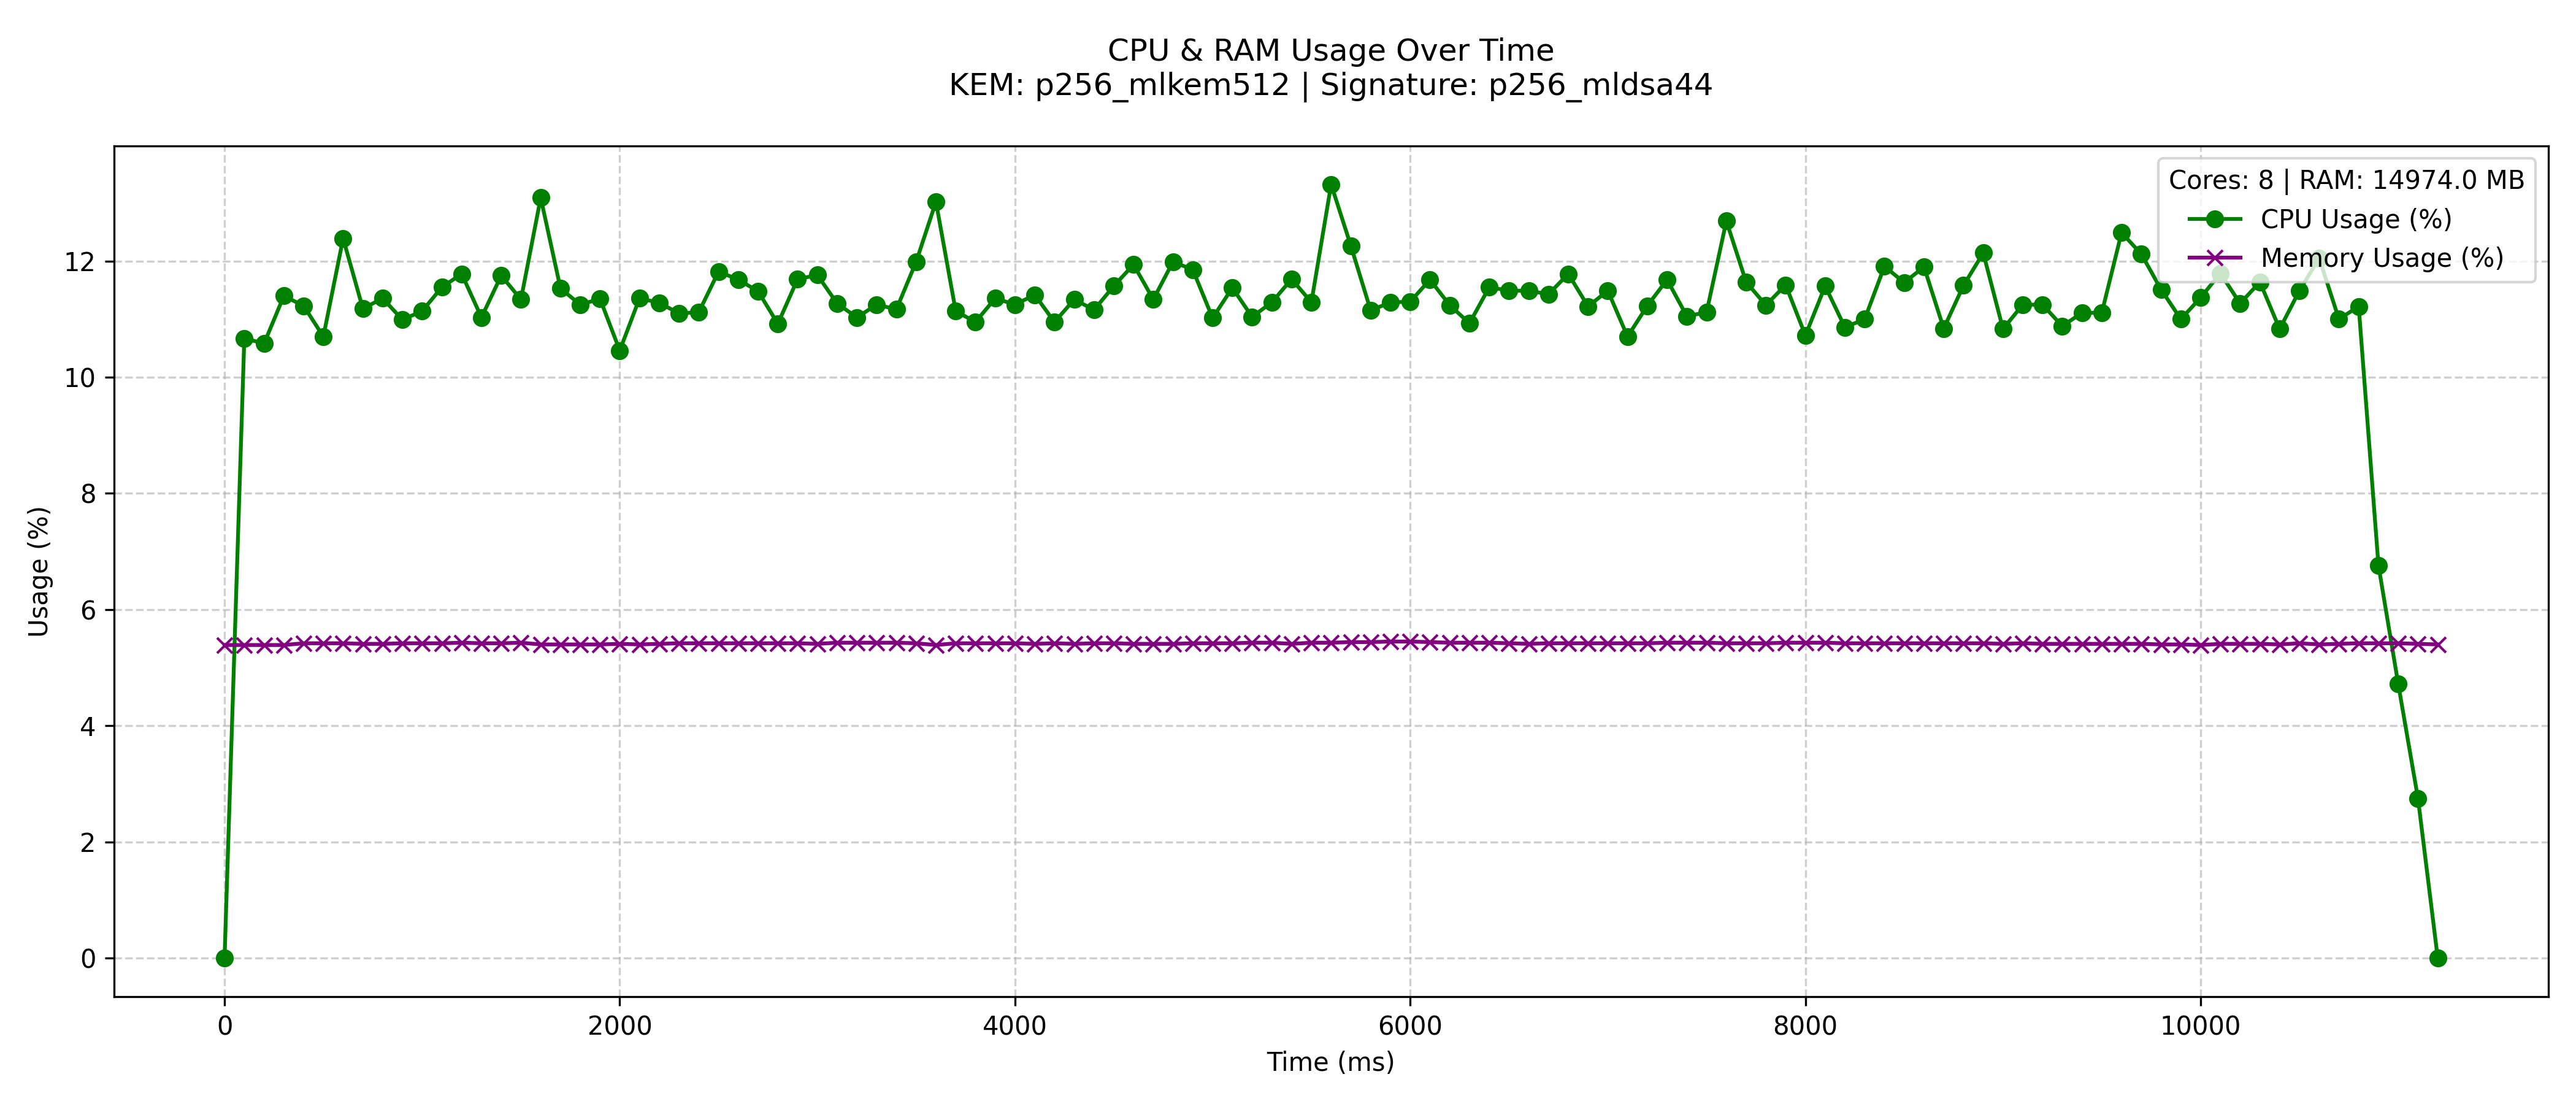 CPU & RAM Usage Over Time
KEM: p256_mlkem512 | Signature: p256_mldsa44
Cores: 8 | RAM: 14974.0 MB
CPU Usage (%)
Memory Usage (%)
Usage (%)
12
10
8
6
4
2
0
0 2000 4000 6000 8000 10000
Time (ms)